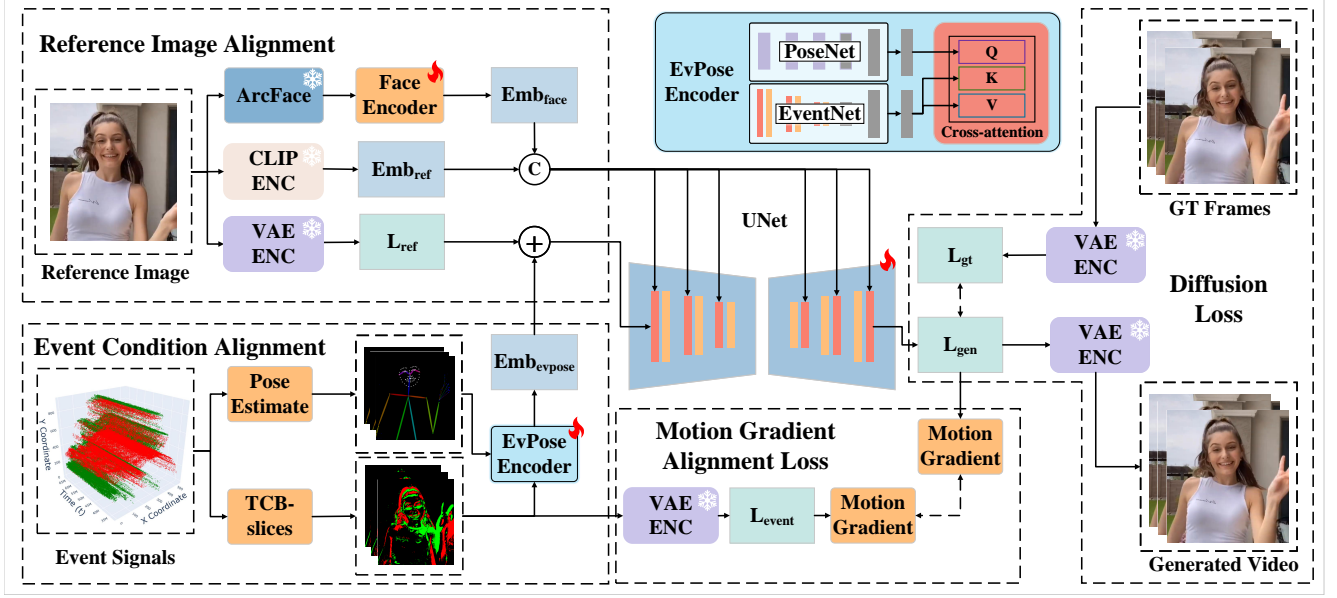 Reference Image Alignment
ArcFace
Face
Encoder
Emb_face
CLIP
ENC
Emb_ref
C
VAE
ENC
L_ref
+
Reference Image
EvPose
Encoder
PoseNet
EventNet
Q
K
V
Cross-attention
UNet
GT Frames
VAE
ENC
L_gt
L_gen
VAE
ENC
Diffusion
Loss
Generated Video
Event Condition Alignment
Y Coordinate
Time (t)
X Coordinate
Event Signals
Pose
Estimate
TCB-
slices
Emb_evpose
EvPose
Encoder
Motion Gradient
Alignment Loss
VAE
ENC
L_event
Motion
Gradient
Motion
Gradient